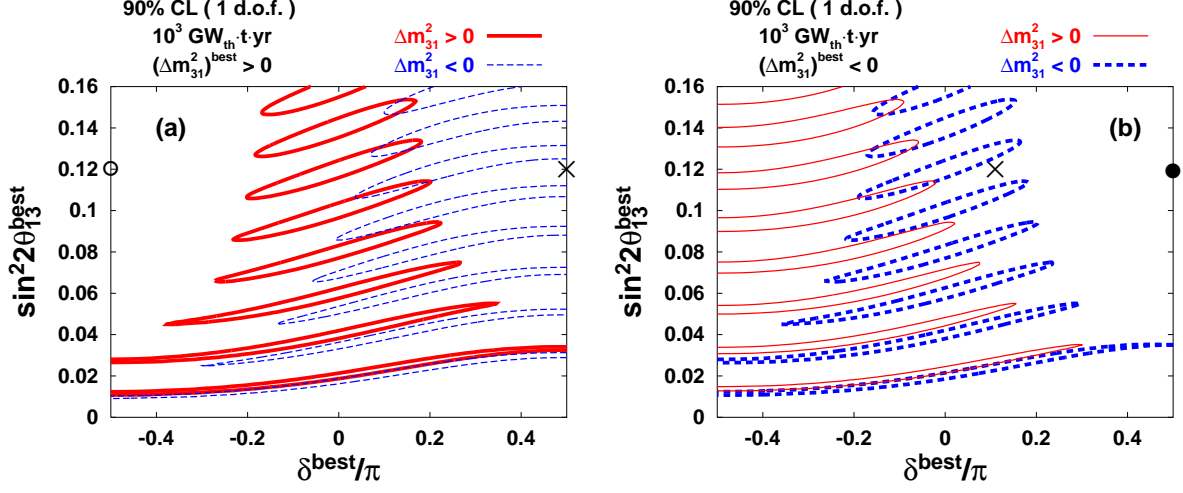 90% CL ( 1 d.o.f. )
10³ GW_th·t·yr
(Δm²₃₁)^best > 0
Δm²₃₁ > 0
Δm²₃₁ < 0
(a)
0.16
0.14
0.12
0.1
0.08
0.06
0.04
0.02
0
-0.4
-0.2
0
0.2
0.4
sin²2θ₁₃^best
δ^best/π
90% CL ( 1 d.o.f. )
10³ GW_th·t·yr
(Δm²₃₁)^best < 0
Δm²₃₁ > 0
Δm²₃₁ < 0
(b)
0.16
0.14
0.12
0.1
0.08
0.06
0.04
0.02
0
-0.4
-0.2
0
0.2
0.4
sin²2θ₁₃^best
δ^best/π